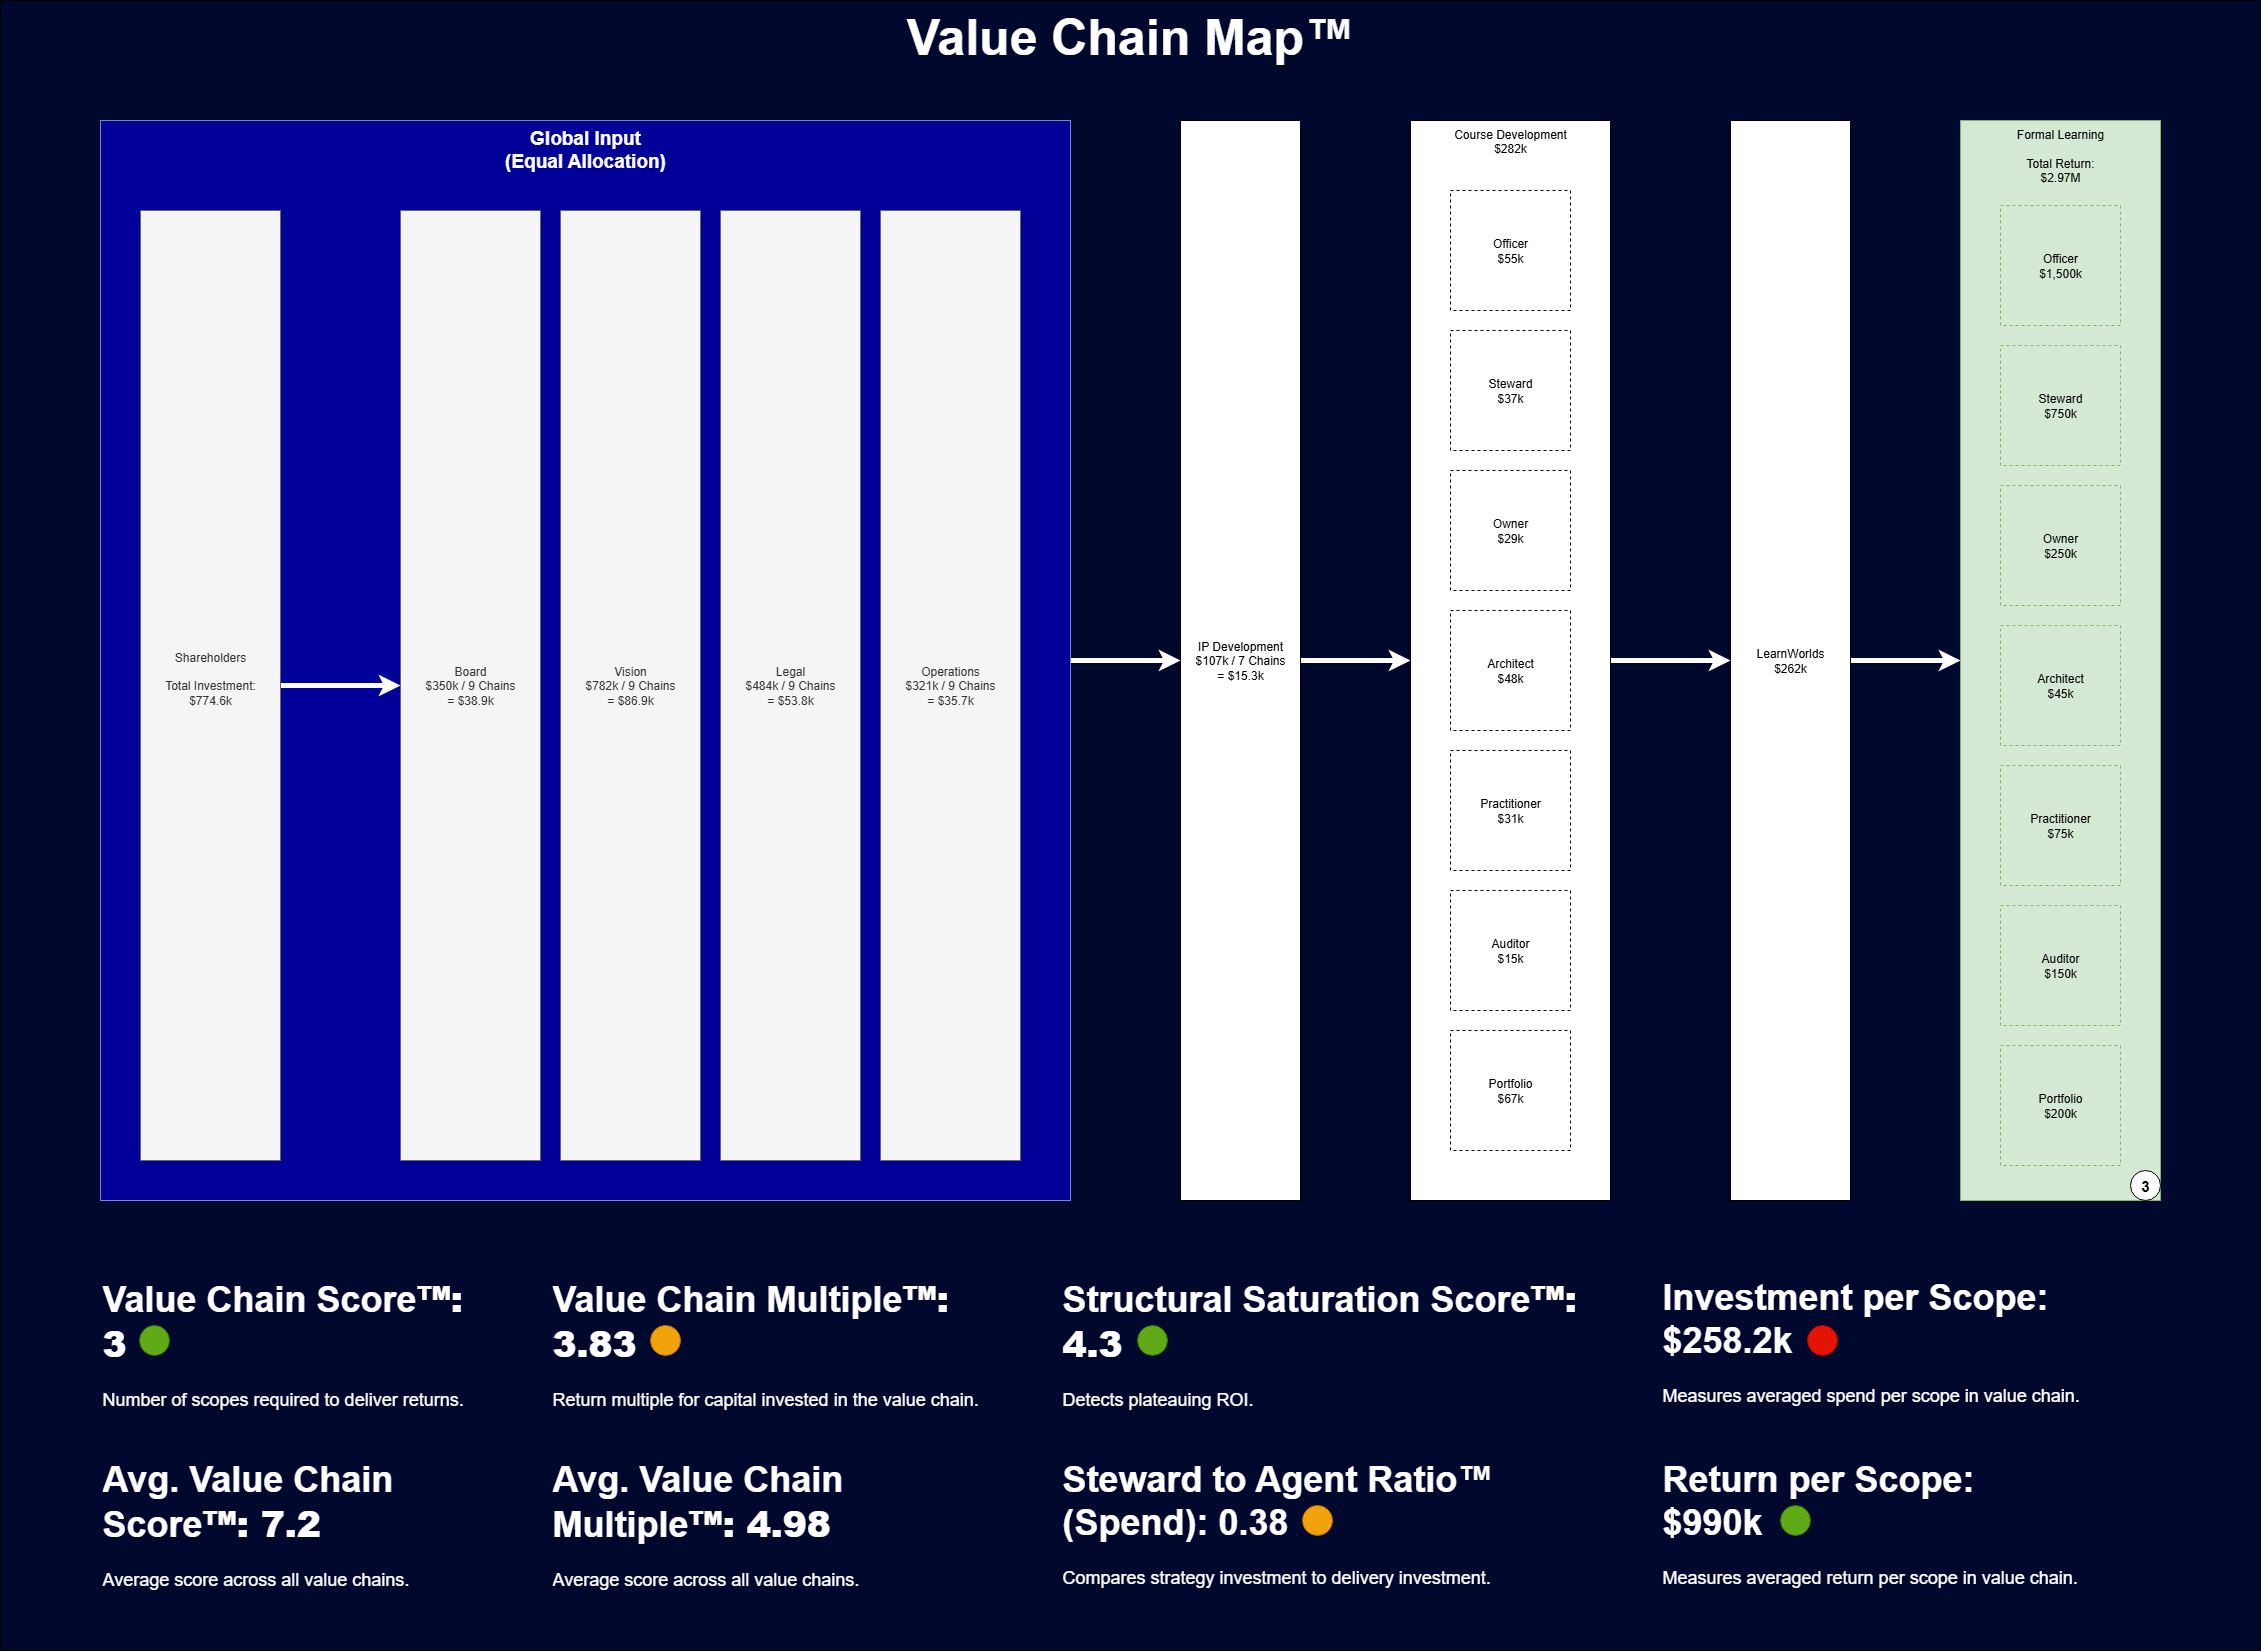 Value Chain Map™
Global Input
(Equal Allocation)
Shareholders
Total Investment:
$774.6k
Board
$350k / 9 Chains
= $38.9k
Vision
$782k / 9 Chains
= $86.9k
Legal
$484k / 9 Chains
= $53.8k
Operations
$321k / 9 Chains
= $35.7k
IP Development
$107k / 7 Chains
= $15.3k
Course Development
$282k
Officer
$55k
Steward
$37k
Owner
$29k
Architect
$48k
Practitioner
$31k
Auditor
$15k
Portfolio
$67k
LearnWorlds
$262k
Formal Learning
Total Return:
$2.97M
Officer
$1,500k
Steward
$750k
Owner
$250k
Architect
$45k
Practitioner
$75k
Auditor
$150k
Portfolio
$200k
3
Value Chain Score™:
3
Number of scopes required to deliver returns.
Value Chain Multiple™:
3.83
Return multiple for capital invested in the value chain.
Structural Saturation Score™:
4.3
Detects plateauing ROI.
Investment per Scope:
$258.2k
Measures averaged spend per scope in value chain.
Avg. Value Chain
Score™: 7.2
Average score across all value chains.
Avg. Value Chain
Multiple™: 4.98
Average score across all value chains.
Steward to Agent Ratio™
(Spend): 0.38
Compares strategy investment to delivery investment.
Return per Scope:
$990k
Measures averaged return per scope in value chain.